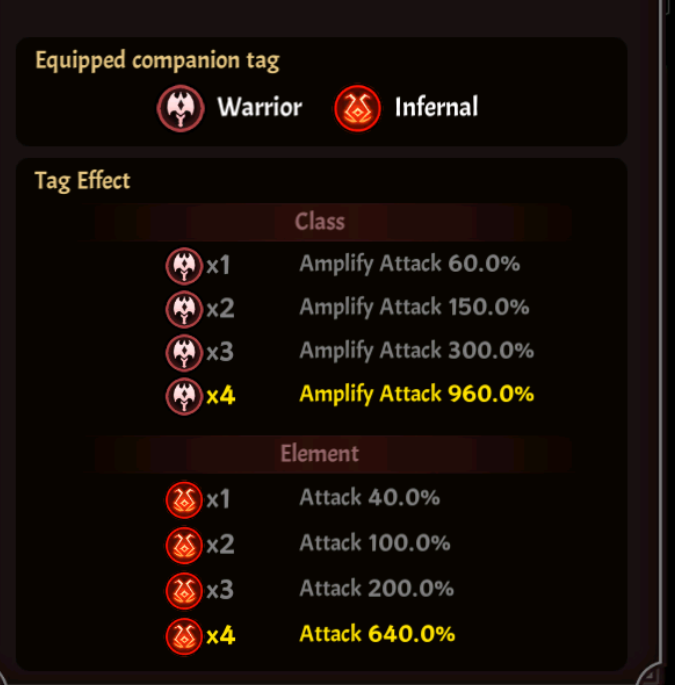 Equipped companion tag
Warrior Infernal
Tag Effect
Class
x1 Amplify Attack 60.0%
x2 Amplify Attack 150.0%
x3 Amplify Attack 300.0%
x4 Amplify Attack 960.0%
Element
x1 Attack 40.0%
x2 Attack 100.0%
x3 Attack 200.0%
x4 Attack 640.0%